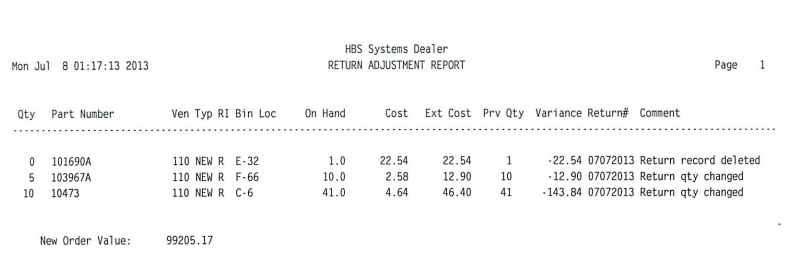 HBS Systems Dealer
Mon Jul 8 01:17:13 2013 RETURN ADJUSTMENT REPORT Page 1
Qty Part Number Ven Typ RI Bin Loc On Hand Cost Ext Cost Prv Qty Variance Return# Comment
0 101690A 110 NEW R E-32 1.0 22.54 22.54 1 -22.54 07072013 Return record deleted
5 103967A 110 NEW R F-66 10.0 2.58 12.90 10 -12.90 07072013 Return qty changed
10 10473 110 NEW R C-6 41.0 4.64 46.40 41 -143.84 07072013 Return qty changed
New Order Value: 99205.17